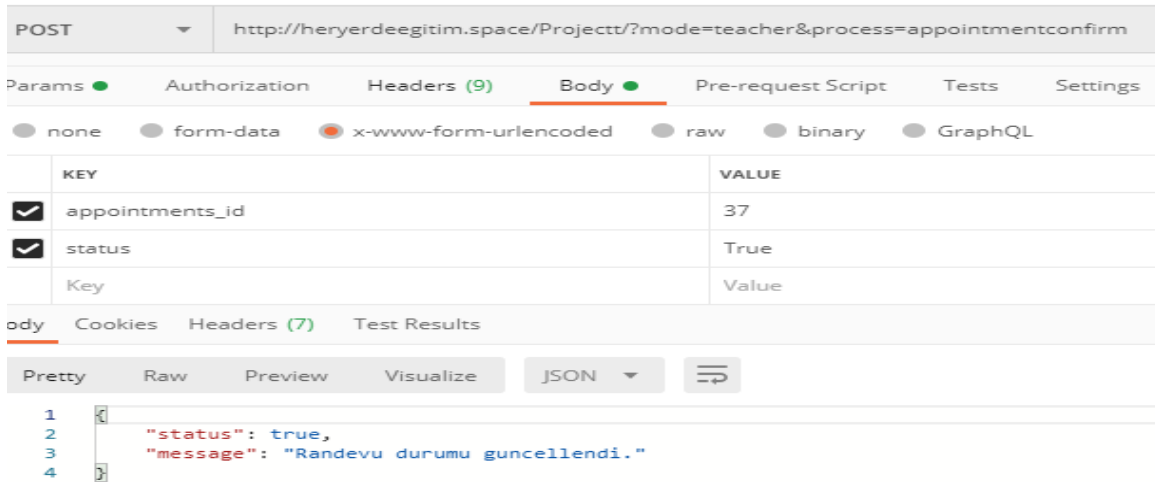 POST http://heryerdeegitim.space/Projectt/?mode=teacher&process=appointmentconfirm
Params Authorization Headers (9) Body Pre-request Script Tests Settings
none form-data x-www-form-urlencoded raw binary GraphQL
KEY VALUE
appointments_id 37
status True
Key Value
ody Cookies Headers (7) Test Results
Pretty Raw Preview Visualize JSON
1 {
2 "status": true,
3 "message": "Randevu durumu guncellendi."
4 }